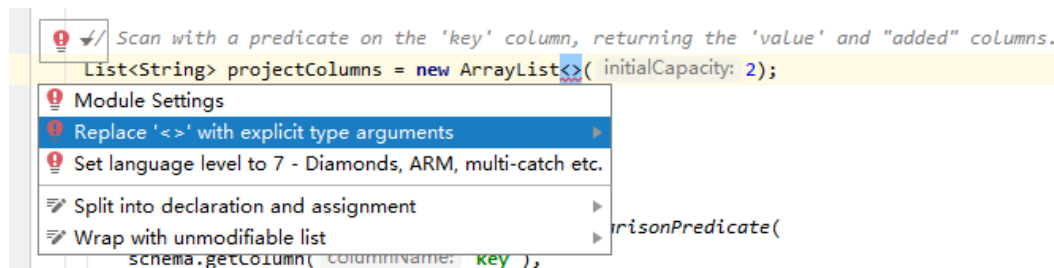 // Scan with a predicate on the 'key' column, returning the 'value' and "added" columns.
List<String> projectColumns = new ArrayList<>( initialCapacity: 2);
Module Settings
Replace '<>' with explicit type arguments
Set language level to 7 - Diamonds, ARM, multi-catch etc.
Split into declaration and assignment
risonPredicate(
Wrap with unmodifiable list
schema.getColumn( columnName: "key"),